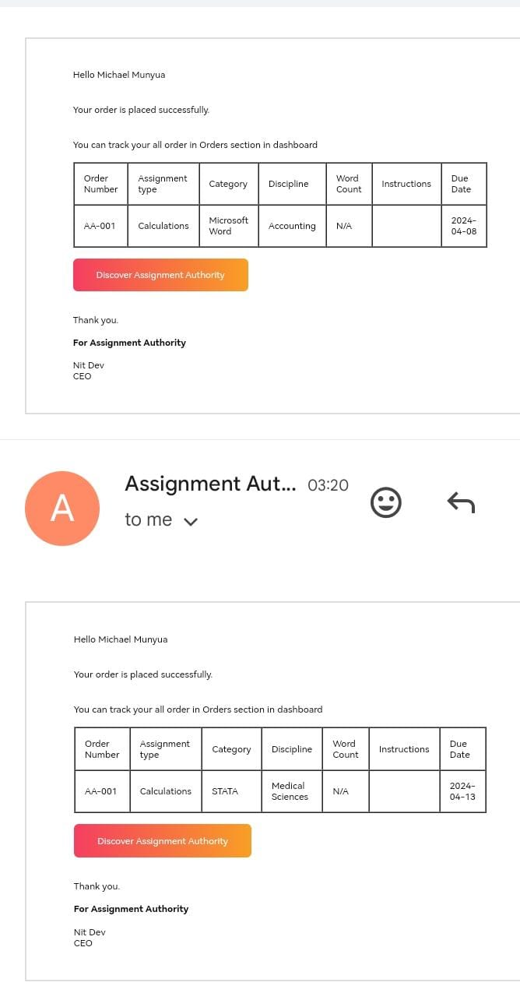 Hello Michael Munyua
Your order is placed successfully.
You can track your all order in Orders section in dashboard
Order Number Assignment type Category Discipline Word Count Instructions Due Date
AA-001 Calculations Microsoft Word Accounting N/A 2024-04-08
Discover Assignment Authority
Thank you.
For Assignment Authority
Nit Dev
CEO
A
Assignment Aut... 03:20
to me
Hello Michael Munyua
Your order is placed successfully.
You can track your all order in Orders section in dashboard
Order Number Assignment type Category Discipline Word Count Instructions Due Date
AA-001 Calculations STATA Medical Sciences N/A 2024-04-13
Discover Assignment Authority
Thank you.
For Assignment Authority
Nit Dev
CEO